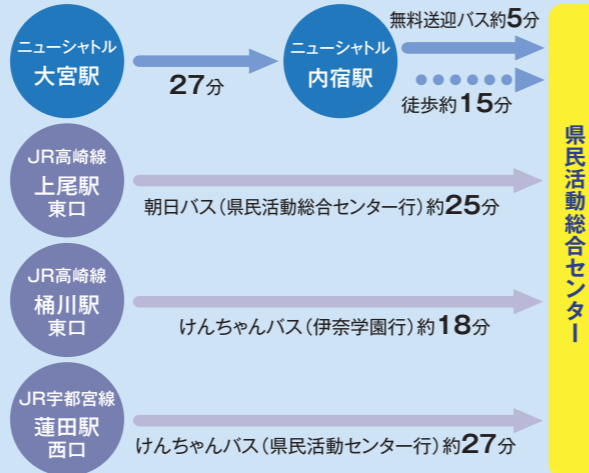 ニューシャトル
大宮駅
27分
ニューシャトル
内宿駅
無料送迎バス約5分
徒歩約15分
JR高崎線
上尾駅
東口
朝日バス（県民活動総合センター行）約25分
JR高崎線
桶川駅
東口
けんちゃんバス（伊奈学園行）約18分
JR宇都宮線
蓮田駅
西口
けんちゃんバス（県民活動センター行）約27分
県民活動総合センター